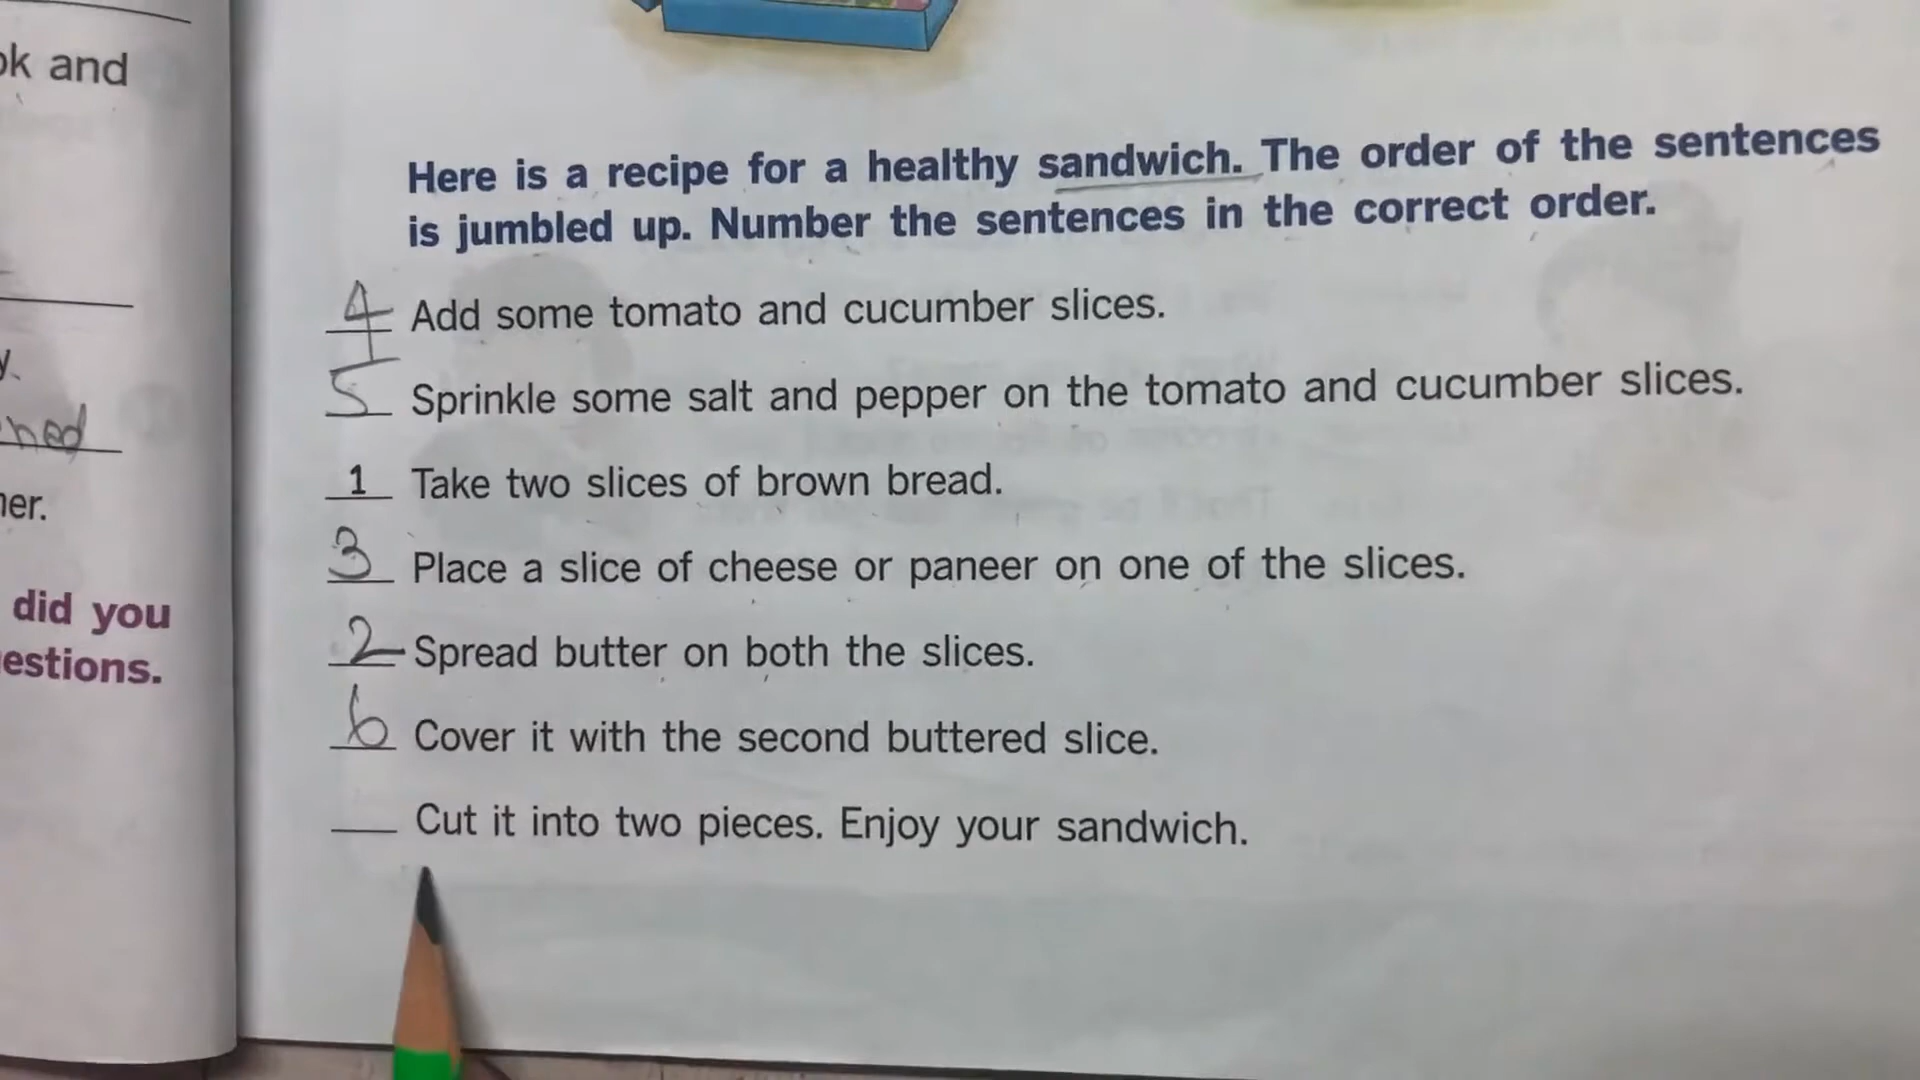 ok and
y.
ned
her.
did you
estions.
Here is a recipe for a healthy sandwich. The order of the sentences
is jumbled up. Number the sentences in the correct order.
4 Add some tomato and cucumber slices.
5 Sprinkle some salt and pepper on the tomato and cucumber slices.
1 Take two slices of brown bread.
3 Place a slice of cheese or paneer on one of the slices.
2 Spread butter on both the slices.
6 Cover it with the second buttered slice.
Cut it into two pieces. Enjoy your sandwich.